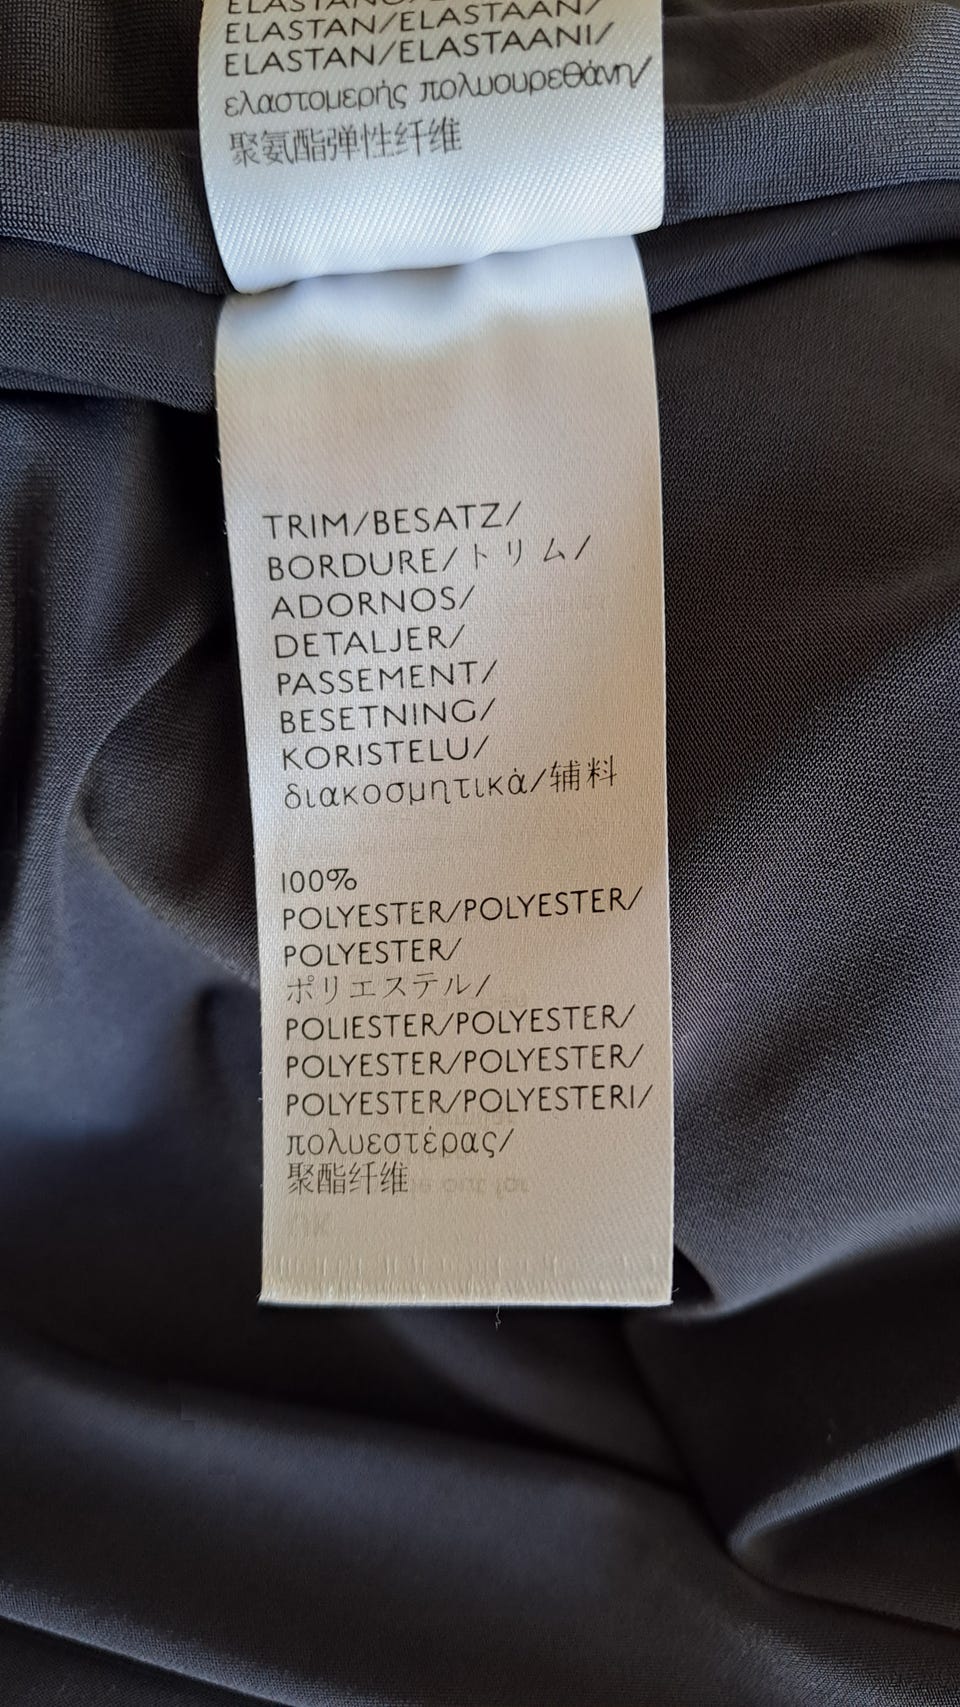 ELASTAN/ELASTAAN/
ELASTAN/ELASTAANI/
ελαστομερής πολυουρεθάνη/
聚氨酯弹性纤维
TRIM/BESATZ/
BORDURE/トリム/
ADORNOS/
DETALJER/
PASSEMENT/
BESETNING/
KORISTELU/
διακοσμητικά/辅料
100%
POLYESTER/POLYESTER/
POLYESTER/
ポリエステル/
POLIESTER/POLYESTER/
POLYESTER/POLYESTER/
POLYESTER/POLYESTERI/
πολυεστέρας/
聚酯纤维